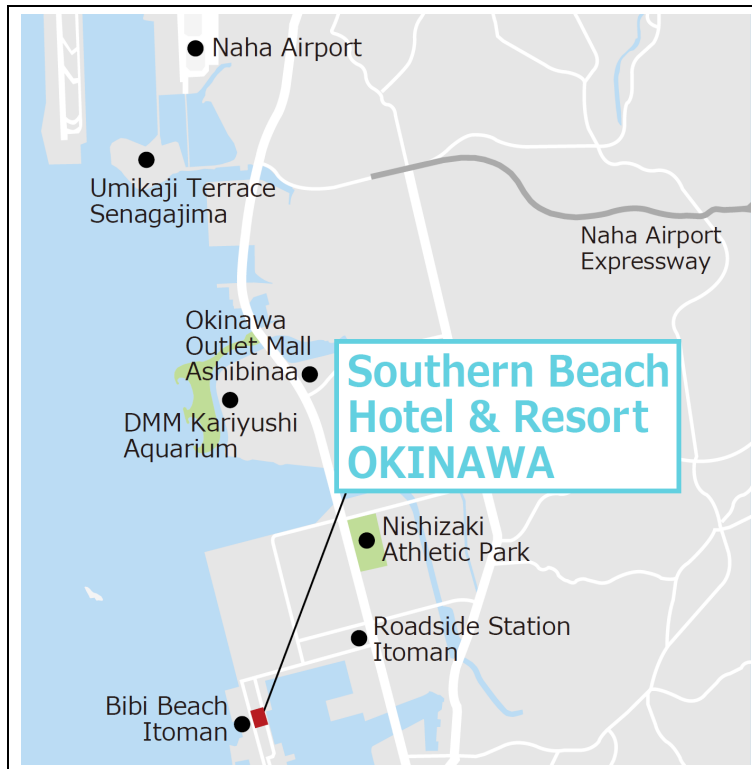 Naha Airport
Umikaji Terrace
Senagajima
Naha Airport
Expressway
Okinawa
Outlet Mall
Ashibinaa
Southern Beach
Hotel & Resort
OKINAWA
DMM Kariyushi
Aquarium
Nishizaki
Athletic Park
Roadside Station
Itoman
Bibi Beach
Itoman